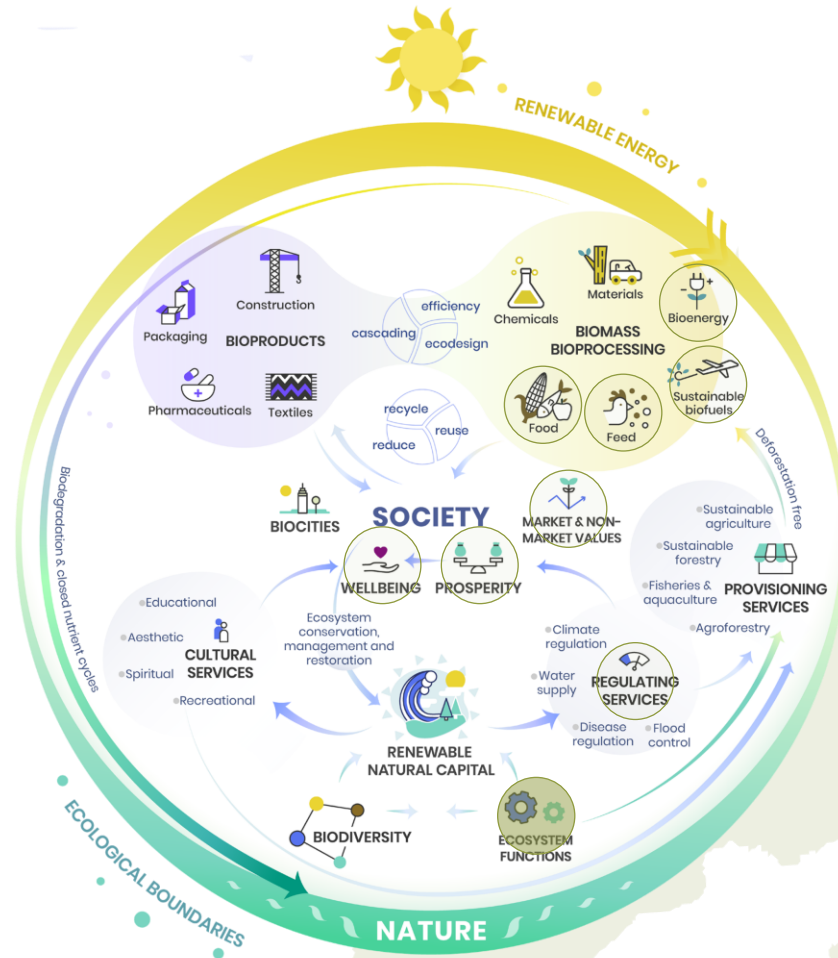 RENEWABLE ENERGY
Construction
Packaging
BIOPRODUCTS
Pharmaceuticals
Textiles
efficiency
cascading
ecodesign
recycle
reuse
reduce
Chemicals
Materials
Bioenergy
BIOMASS
BIOPROCESSING
Food
Feed
Sustainable
biofuels
Deforestation free
Biodegradation & closed nutrient cycles
BIOCITIES
SOCIETY
MARKET & NON-
MARKET VALUES
WELLBEING
PROSPERITY
Sustainable
agriculture
Sustainable
forestry
Fisheries &
aquaculture
Agroforestry
PROVISIONING
SERVICES
Educational
Aesthetic
Spiritual
Recreational
CULTURAL
SERVICES
Ecosystem
conservation,
management and
restoration
Climate
regulation
Water
supply
Disease
regulation
Flood
control
REGULATING
SERVICES
RENEWABLE
NATURAL CAPITAL
BIODIVERSITY
ECOSYSTEM
FUNCTIONS
ECOLOGICAL BOUNDARIES
NATURE